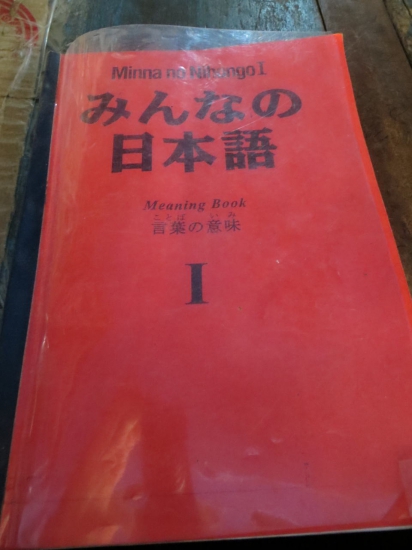 Minna no Nihongo I
みんなの
日本語
Meaning Book
ことば いみ
言葉の意味
I